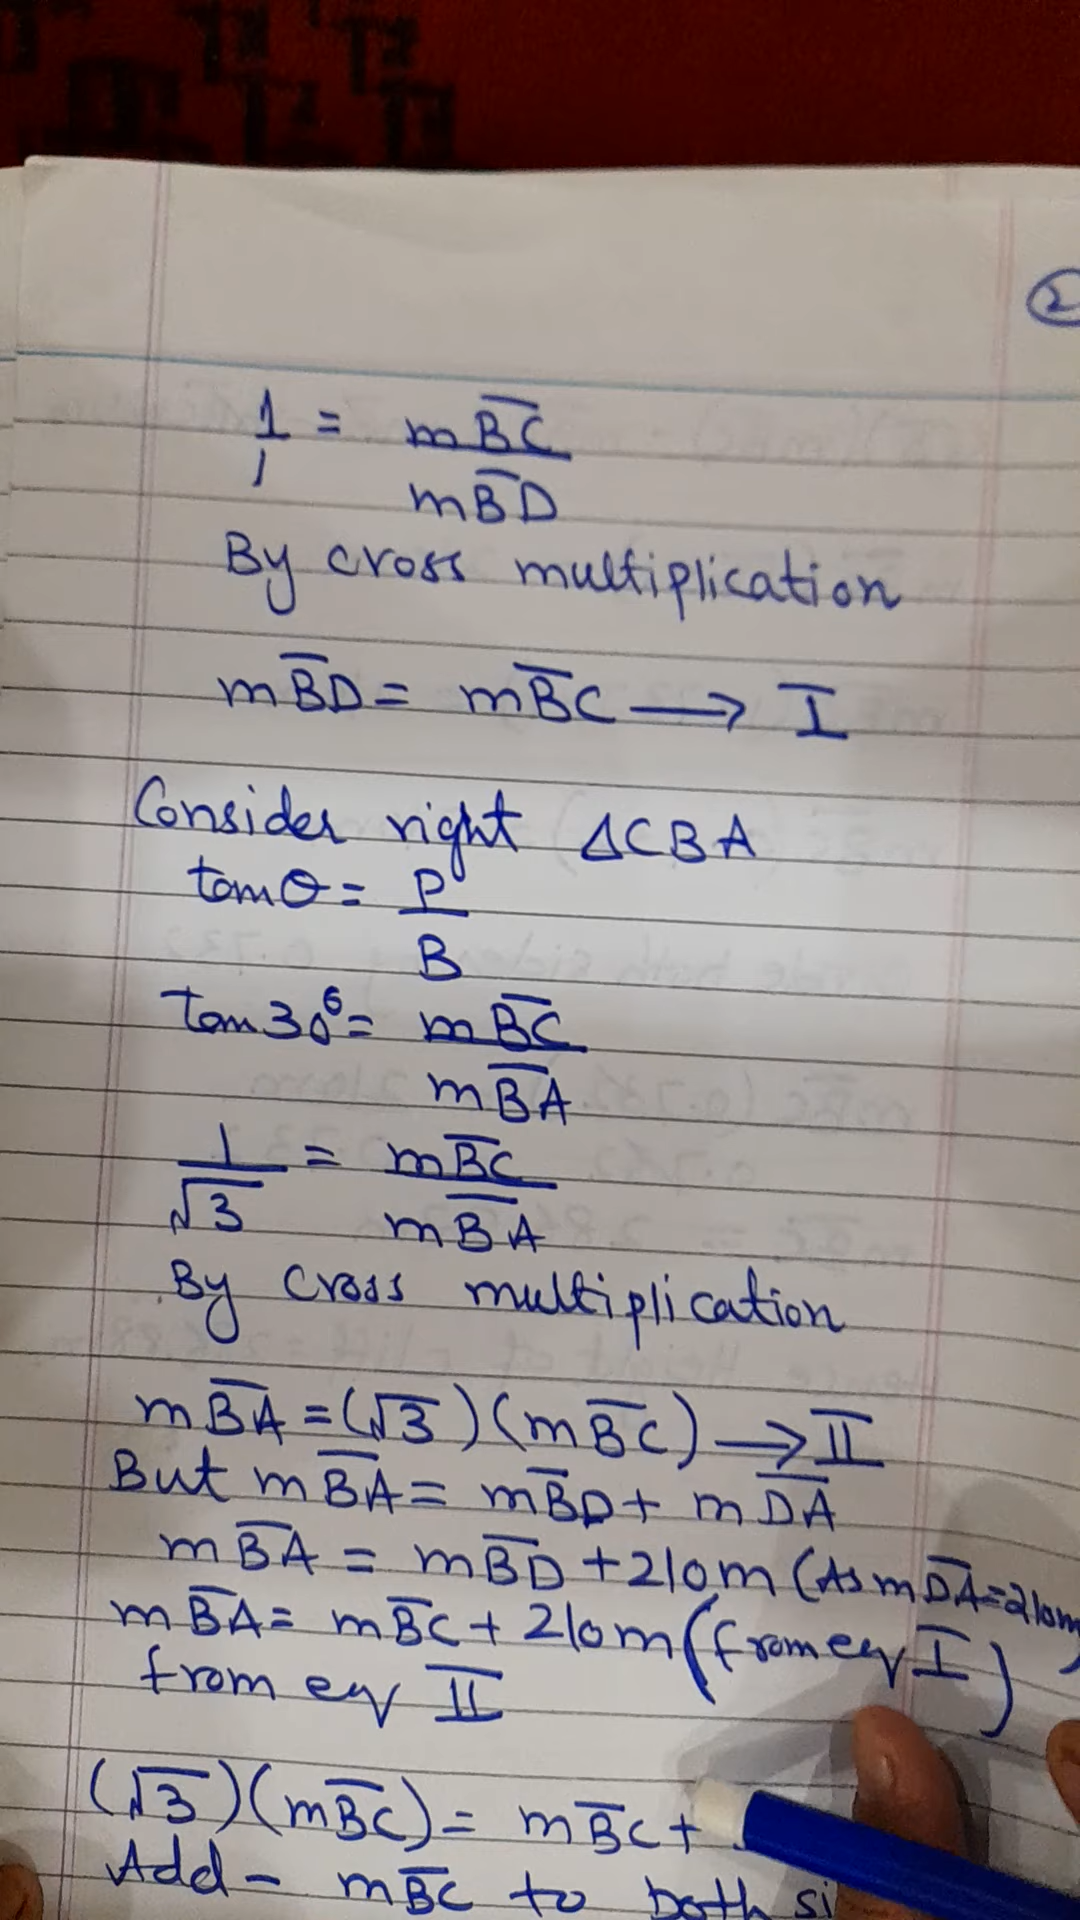 2
1/1 = mB̅C̅/mB̅D̅
By cross multiplication
mB̅D̅ = mB̅C̅ → I
Consider right △CBA
tanθ = P/B
tan30° = mB̅C̅/mB̅A̅
1/√3 = mB̅C̅/mB̅A̅
By cross multiplication
mB̅A̅ = (√3)(mB̅C̅) → II
But mB̅A̅ = mB̅D̅ + mD̅A̅
mB̅A̅ = mB̅D̅ + 210m (As mD̅A̅ = 210m)
mB̅A̅ = mB̅C̅ + 210m (from eq I)
from eq II
(√3)(mB̅C̅) = mB̅C̅ +
Add - mB̅C̅ to both si